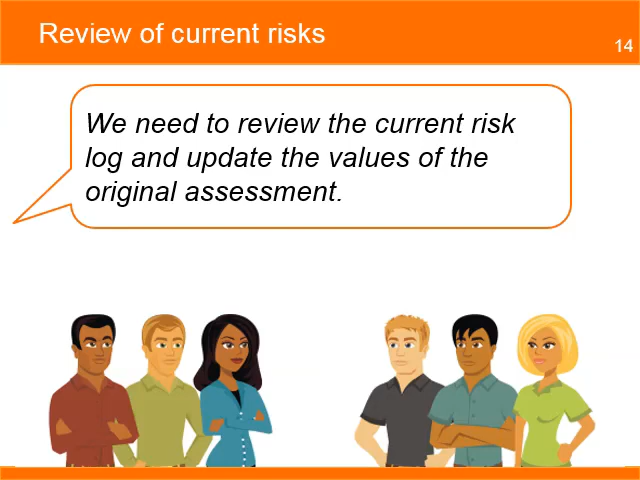 Review of current risks
14
We need to review the current risk
log and update the values of the
original assessment.